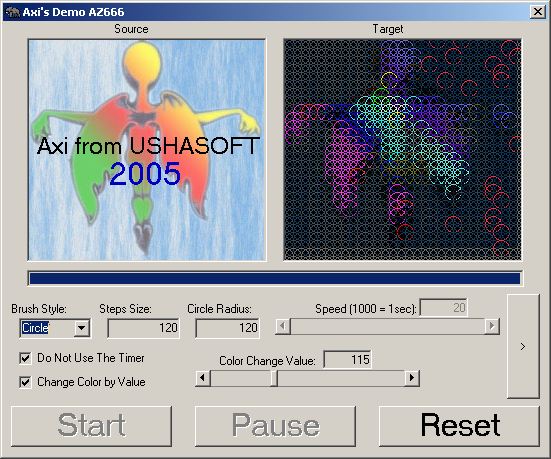 Axi's Demo AZ666
Source Target
Axi from USHASOFT
2005
Brush Style: Steps Size: Circle Radius: Speed (1000 = 1sec): 20
Circle 120 120
Do Not Use The Timer Color Change Value: 115
Change Color by Value
>
Start Pause Reset